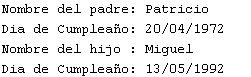 Nombre del padre: Patricio
Dia de Cumpleaño: 20/04/1972
Nombre del hijo : Miguel
Dia de Cumpleaño: 13/05/1992